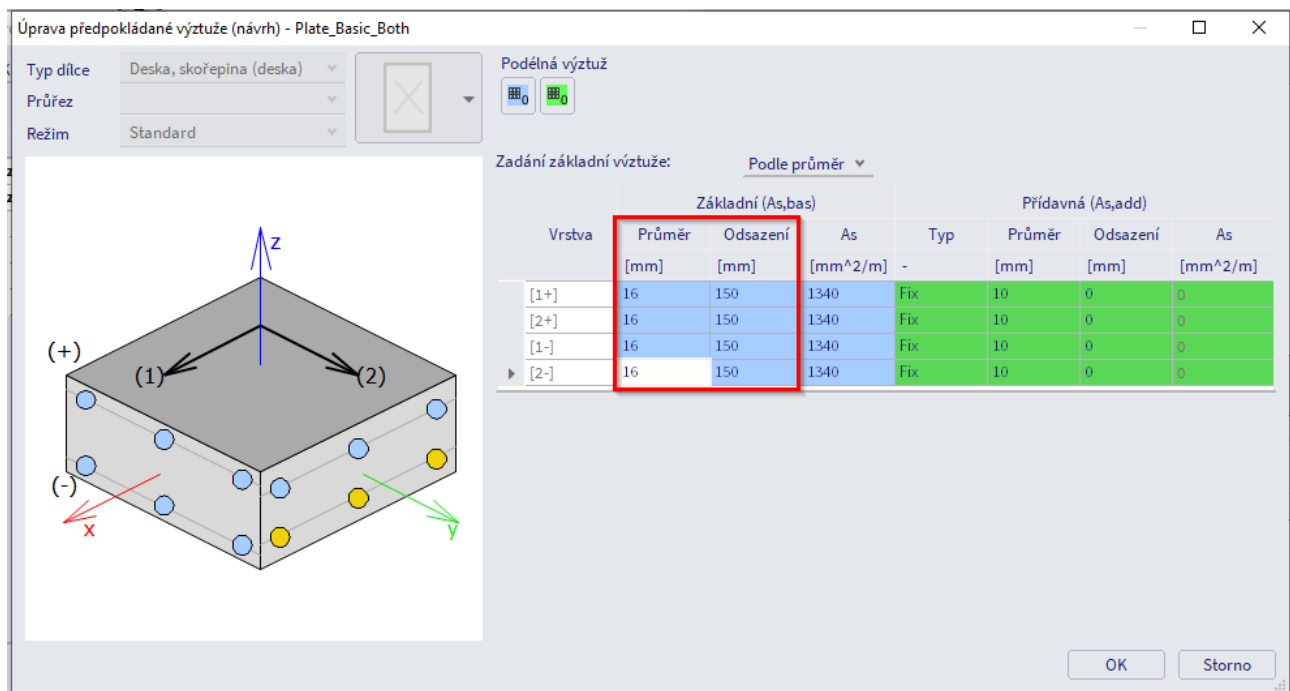 Úprava předpokládané výztuže (návrh) - Plate_Basic_Both
Typ dílce Deska, skořepina (deska)
Průřez
Režim Standard
Podélná výztuž
0 0
Zadání základní výztuže: Podle průměr
Základní (As,bas) Přídavná (As,add)
Vrstva Průměr Odsazení As Typ Průměr Odsazení As
[mm] [mm] [mm^2/m] - [mm] [mm] [mm^2/m]
[1+] 16 150 1340 Fix 10 0 0
[2+] 16 150 1340 Fix 10 0 0
[1-] 16 150 1340 Fix 10 0 0
[2-] 16 150 1340 Fix 10 0 0
z
(+)
(1) (2)
(-)
x y
OK Storno